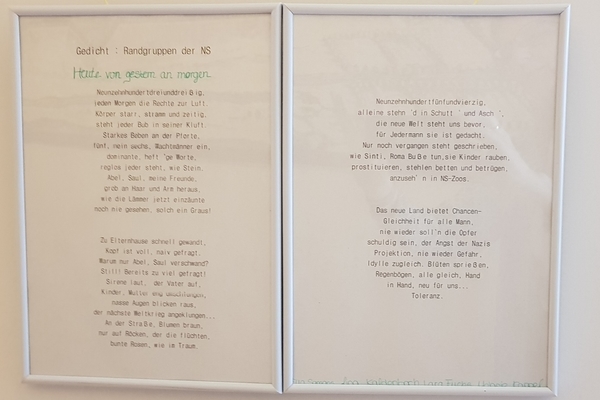 Gedicht : Randgruppen der NS
Heute von gestern an morgen
Neunzehnhundertdreiunddreißig,
jeden Morgen die Rechte zur Luft.
Körper starr, stramm und zeitig,
steht jeder Bub in seiner Kluft.
Starkes Beben an der Pforte,
fünf, nein sechs, Wachtmänner ein,
dominante, heft´ge Worte,
reglos jeder steht, wie Stein.
Abel, Saul, meine Freunde,
grob an Haar und Arm heraus,
wie die Lämmer jetzt einzäunte
noch nie gesehen, solch ein Graus!
Zu Elternhause schnell gewandt,
Kopf ist voll, naiv gefragt.
Warum nur Abel, Saul verschwand?
Still! Bereits zu viel gefragt!
Sirene laut, der Vater auf,
Kinder, Mutter eng umschlungen,
nasse Augen blicken raus,
der nächste Weltkrieg angeklungen...
An der Straße, Blumen braun,
nur auf Röcken, der die flüchten,
bunte Rosen, wie im Traum.
Neunzehnhundertfünfundvierzig,
alleine stehn ´d in Schutt ´ und Asch ´,
die neue Welt steht uns bevor,
für Jedermann sie ist gedacht.
Nur noch vergangen steht geschrieben,
wie Sinti, Roma Buße tun,sie Kinder rauben,
prostituieren, stehlen betten und betrügen,
anzuseh´n in NS-Zoos.
Das neue Land bietet Chancen-
Gleichheit für alle Mann,
nie wieder soll´n die Opfer
schuldig sein, der Angst der Nazis
Projektion, nie wieder Gefahr,
idylle zugleich. Blüten sprießen,
Regenbögen, alle gleich, Hand
in Hand, neu für uns...
Toleranz.